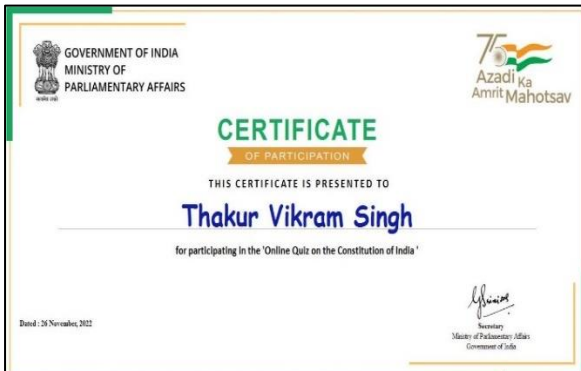 GOVERNMENT OF INDIA
MINISTRY OF
PARLIAMENTARY AFFAIRS
75
Azadi Ka
Amrit Mahotsav
CERTIFICATE
OF PARTICIPATION
THIS CERTIFICATE IS PRESENTED TO
Thakur Vikram Singh
for participating in the 'Online Quiz on the Constitution of India '
Dated : 26 November, 2022
Secretary
Ministry of Parliamentary Affairs
Government of India